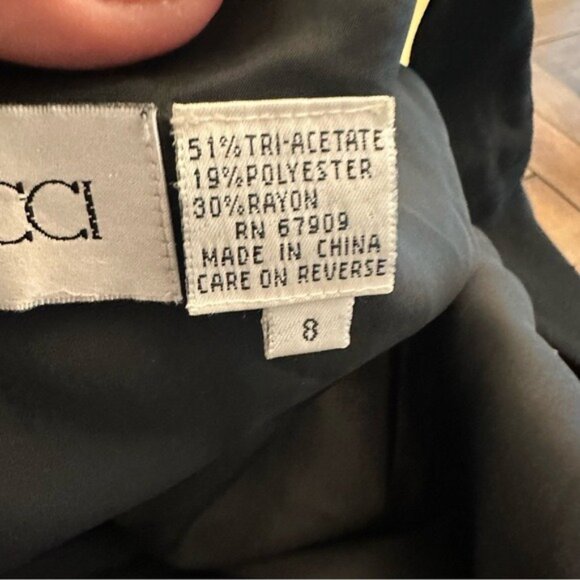 CCI
51% TRI-ACETATE
19% POLYESTER
30% RAYON
RN 67909
MADE IN CHINA
CARE ON REVERSE
8